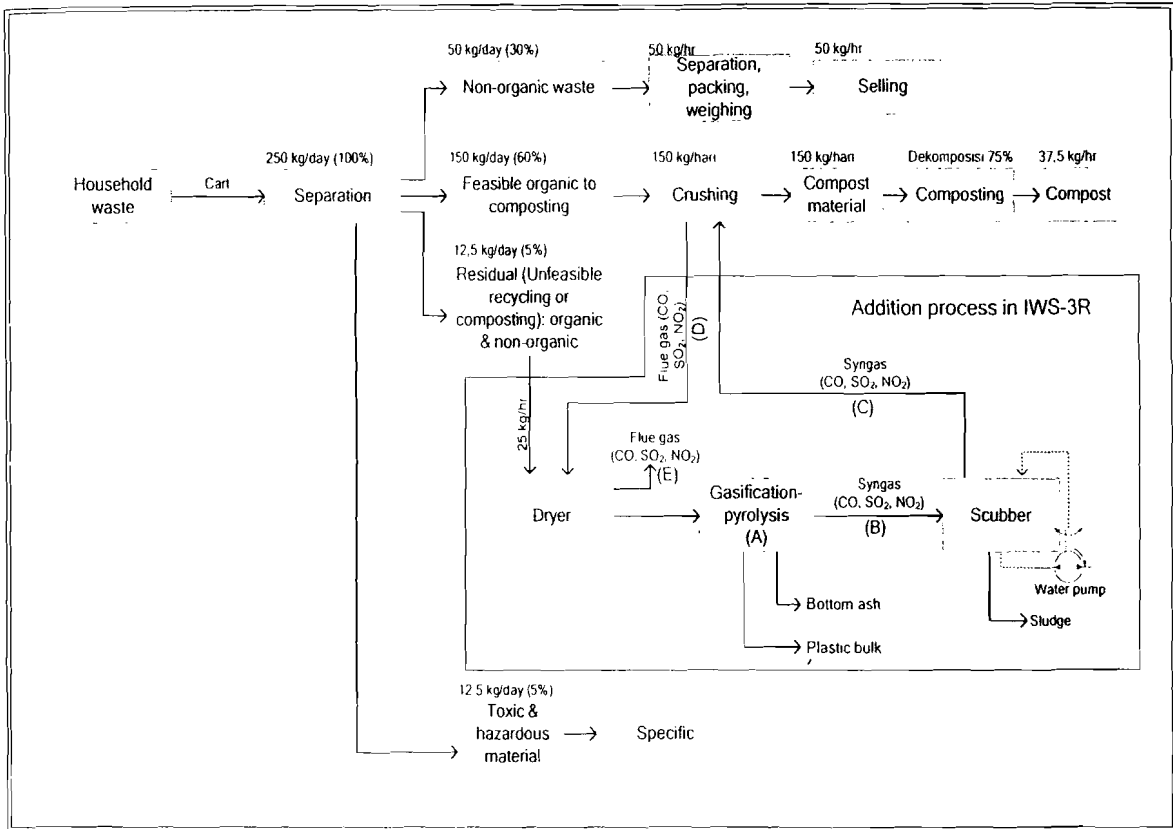 50 kg/day (30%)
50 kg/hr
50 kg/hr
Non-organic waste
Separation,
packing,
weighing
Selling
250 kg/day (100%)
150 kg/day (60%)
150 kg/hari
150 kg/hari
Dekomposisi 75%
37,5 kg/hr
Household
waste
Cart
Separation
Feasible organic to
composting
Crushing
Compost
material
Composting
Compost
12,5 kg/day (5%)
Residual (Unfeasible
recycling or
composting): organic
& non-organic
Flue gas (CO,
SO₂, NO₂)
(D)
Addition process in IWS-3R
Syngas
(CO, SO₂, NO₂)
(C)
25 kg/hr
Flue gas
(CO, SO₂, NO₂)
(E)
Dryer
Gasification-
pyrolysis
(A)
Syngas
(CO, SO₂, NO₂)
(B)
Scubber
Water pump
Bottom ash
Sludge
Plastic bulk
12 5 kg/day (5%)
Toxic &
hazardous
material
Specific